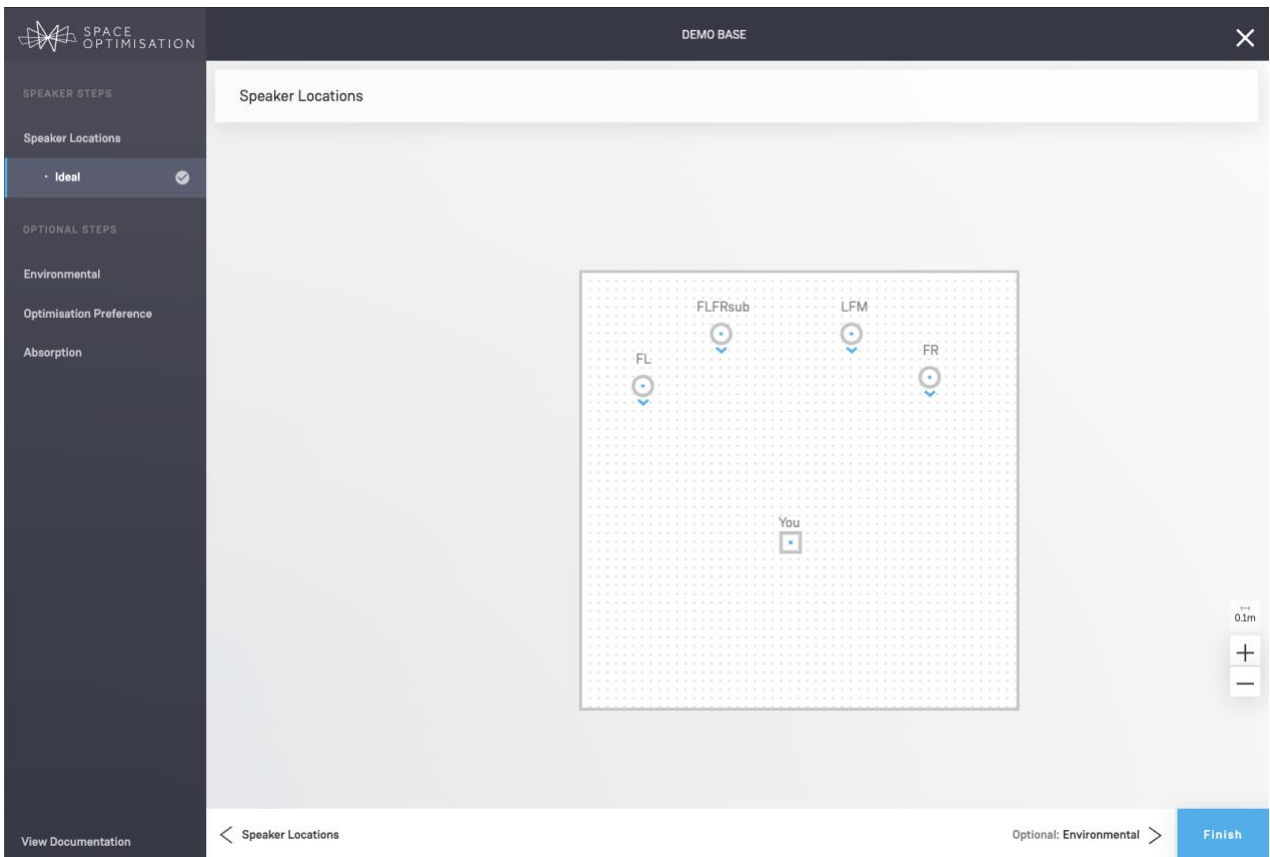 SPACE
OPTIMISATION
DEMO BASE
SPEAKER STEPS
Speaker Locations
Ideal
OPTIONAL STEPS
Environmental
Optimisation Preference
Absorption
View Documentation
Speaker Locations
FLFRsub
LFM
FL
FR
You
0.1m
Speaker Locations
Optional: Environmental
Finish